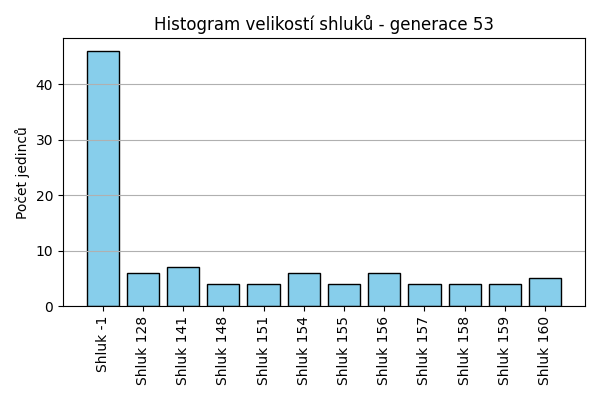 Histogram velikostí shluků - generace 53
Počet jedinců
40
30
20
10
0
Shluk -1
Shluk 128
Shluk 141
Shluk 148
Shluk 151
Shluk 154
Shluk 155
Shluk 156
Shluk 157
Shluk 158
Shluk 159
Shluk 160